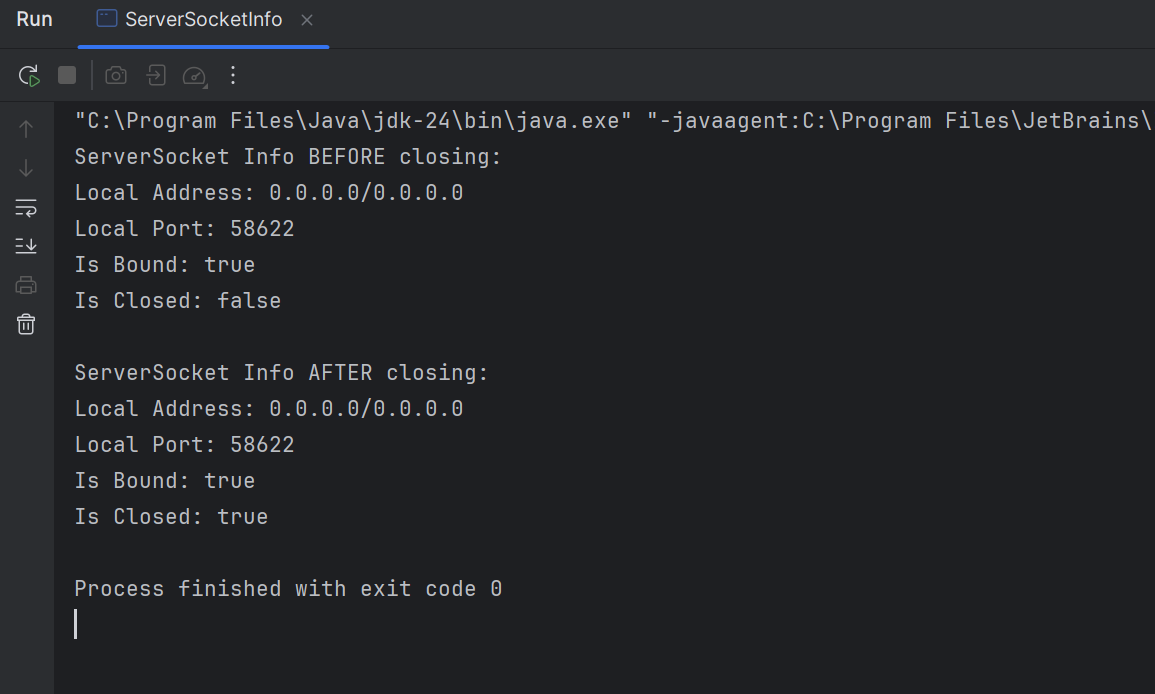 Run
ServerSocketInfo
"C:\Program Files\Java\jdk-24\bin\java.exe" "-javaagent:C:\Program Files\JetBrains\
ServerSocket Info BEFORE closing:
Local Address: 0.0.0.0/0.0.0.0
Local Port: 58622
Is Bound: true
Is Closed: false
ServerSocket Info AFTER closing:
Local Address: 0.0.0.0/0.0.0.0
Local Port: 58622
Is Bound: true
Is Closed: true
Process finished with exit code 0